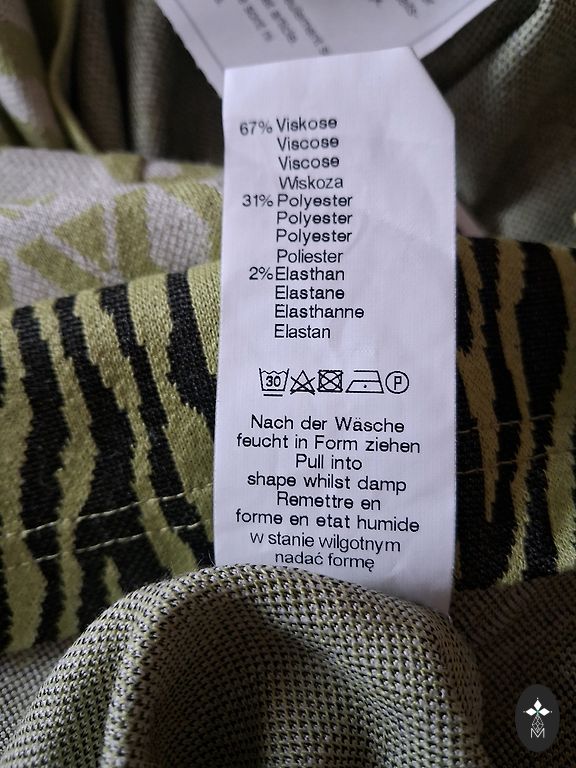 67% Viskose
Viscose
Viscose
Wiskoza
31% Polyester
Polyester
Polyester
Poliester
2% Elasthan
Elastane
Elasthanne
Elastan
30
P
Nach der Wäsche
feucht in Form ziehen
Pull into
shape whilst damp
Remettre en
forme en etat humide
w stanie wilgotnym
nadać formę